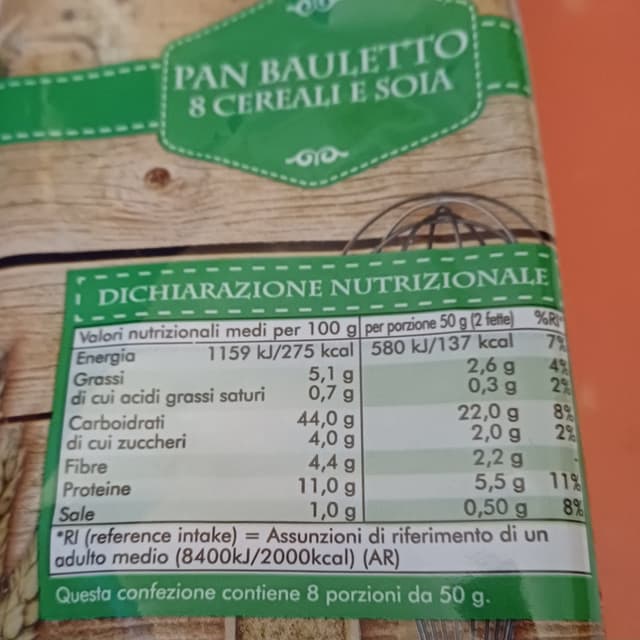 PAN BAULETTO
8 CEREALI E SOIA
DICHIARAZIONE NUTRIZIONALE
Valori nutrizionali medi per 100 g per porzione 50 g (2 fette) %RI*
Energia 1159 kJ/275 kcal 580 kJ/137 kcal 7%
Grassi 5,1 g 2,6 g 4%
di cui acidi grassi saturi 0,7 g 0,3 g 2%
Carboidrati 44,0 g 22,0 g 8%
di cui zuccheri 4,0 g 2,0 g 2%
Fibre 4,4 g 2,2 g -
Proteine 11,0 g 5,5 g 11%
Sale 1,0 g 0,50 g 8%
*RI (reference intake) = Assunzioni di riferimento di un
adulto medio (8400kJ/2000kcal) (AR)
Questa confezione contiene 8 porzioni da 50 g.